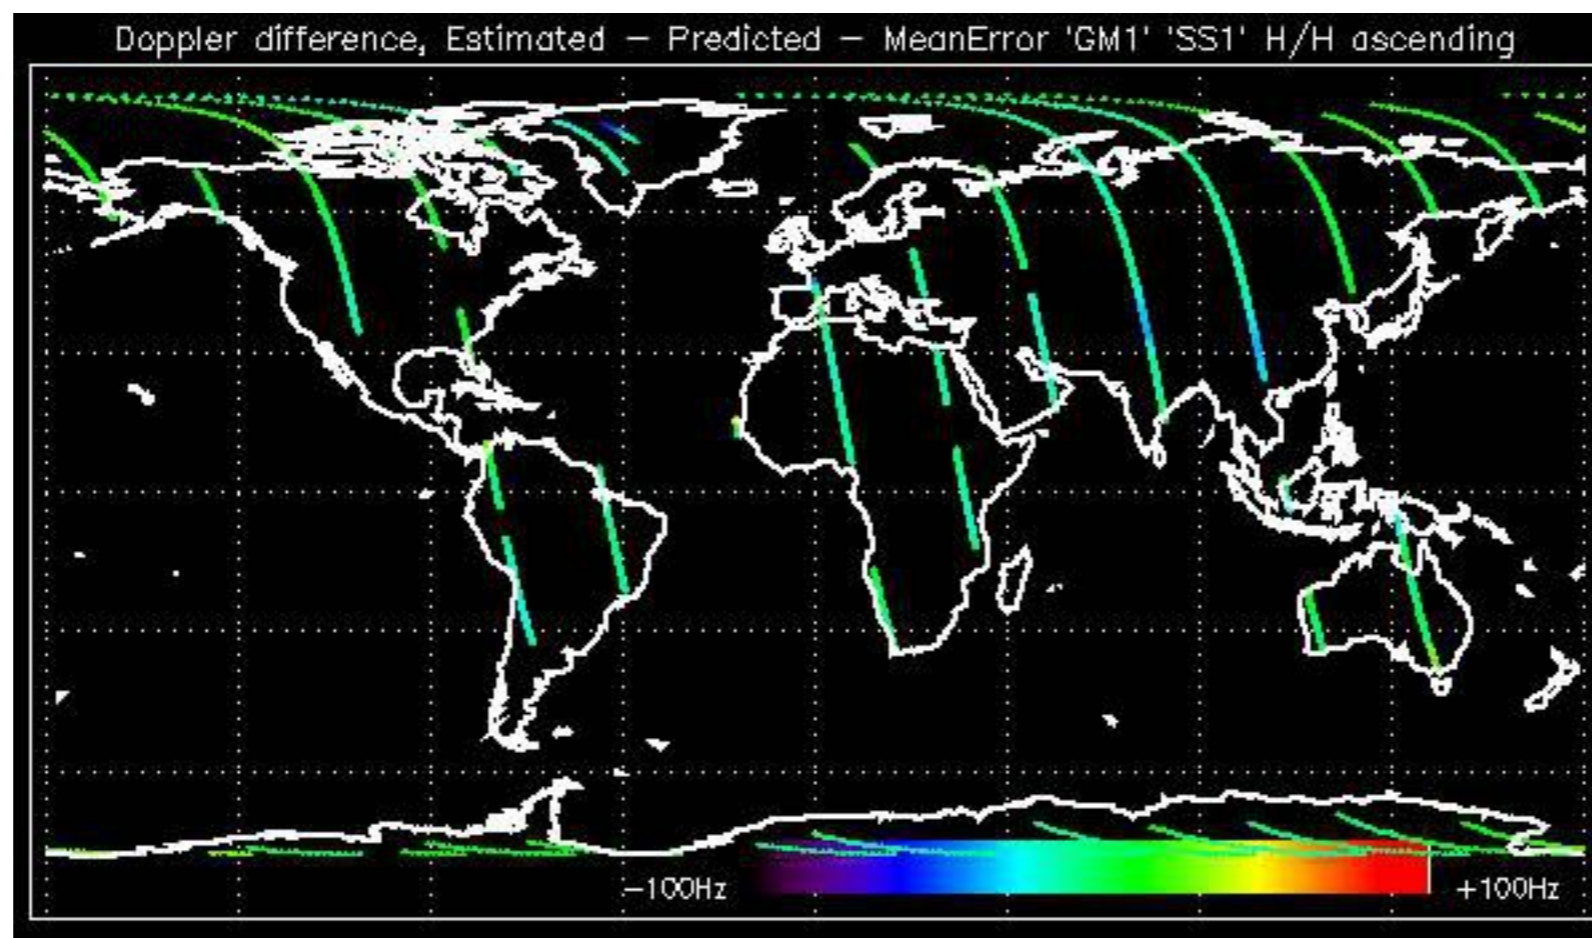 Doppler difference, Estimated – Predicted – MeanError 'GM1' 'SS1' H/H ascending
–100Hz +100Hz